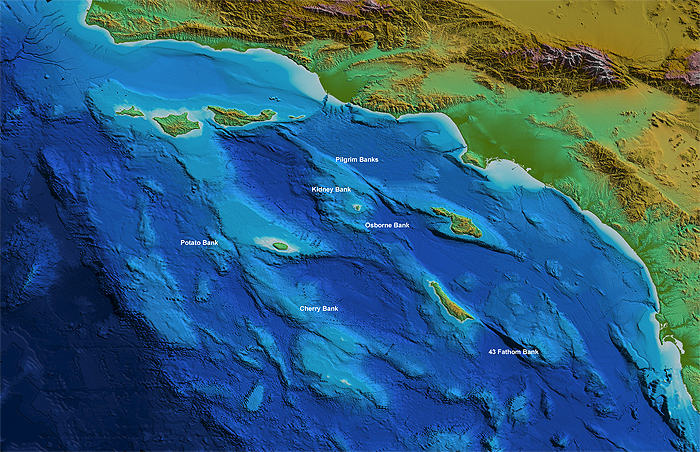 Pilgrim Banks
Kidney Bank
Osborne Bank
Potato Bank
Cherry Bank
43 Fathom Bank